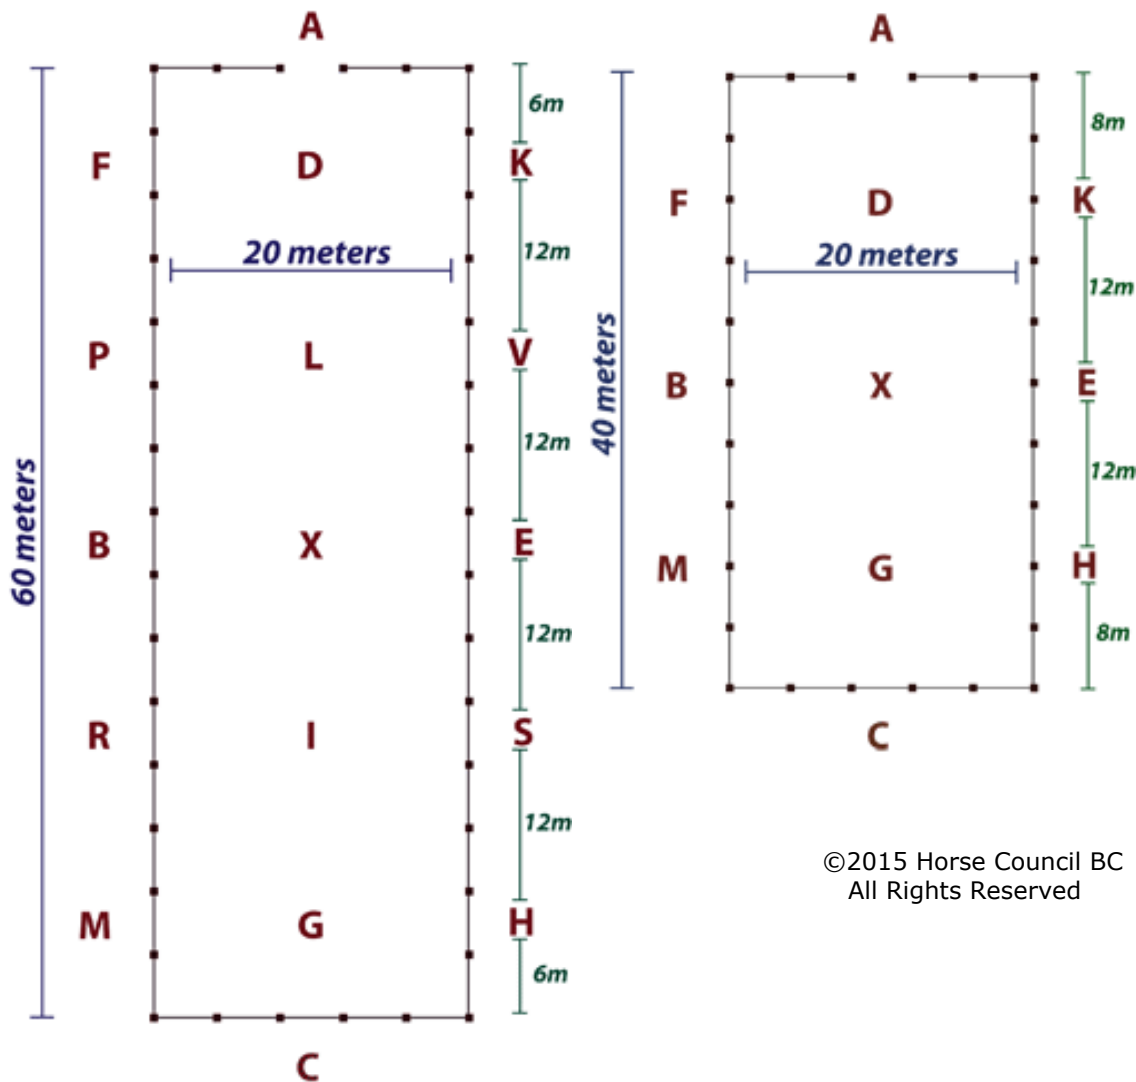 A
F D K
6m
20 meters
12m
P L V
12m
60 meters
B X E
12m
R I S
12m
M G H
6m
C
A
8m
F D K
20 meters
12m
40 meters
B X E
12m
M G H
8m
C
©2015 Horse Council BC
All Rights Reserved